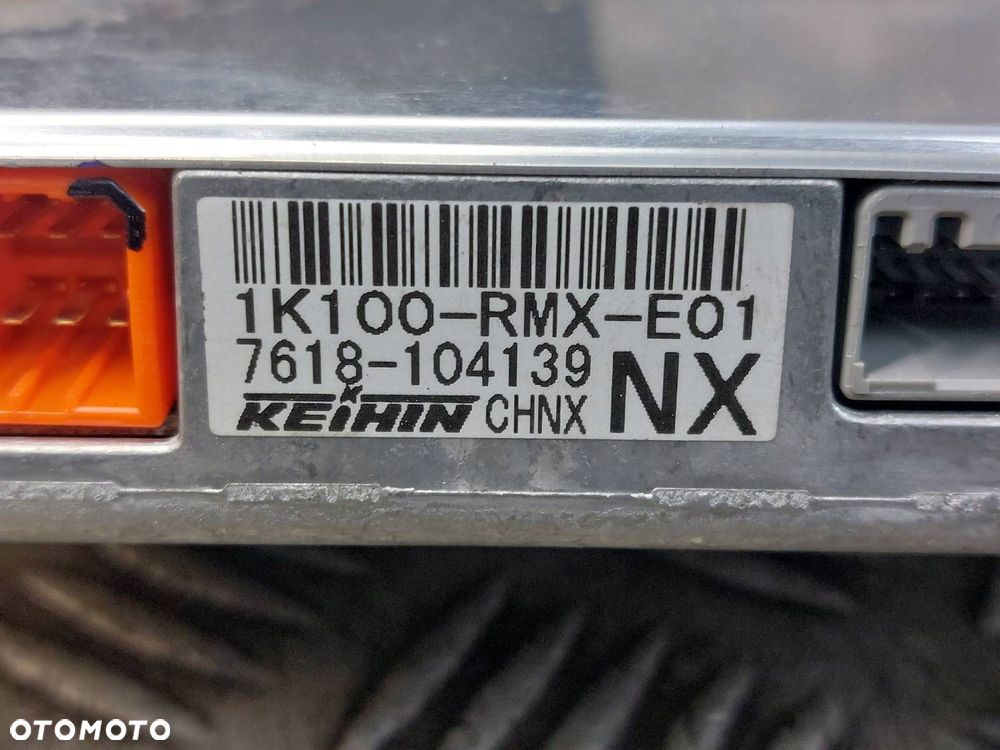 1K100-RMX-E01
7618-104139
KEIHIN CHNX NX
OTOMOTO